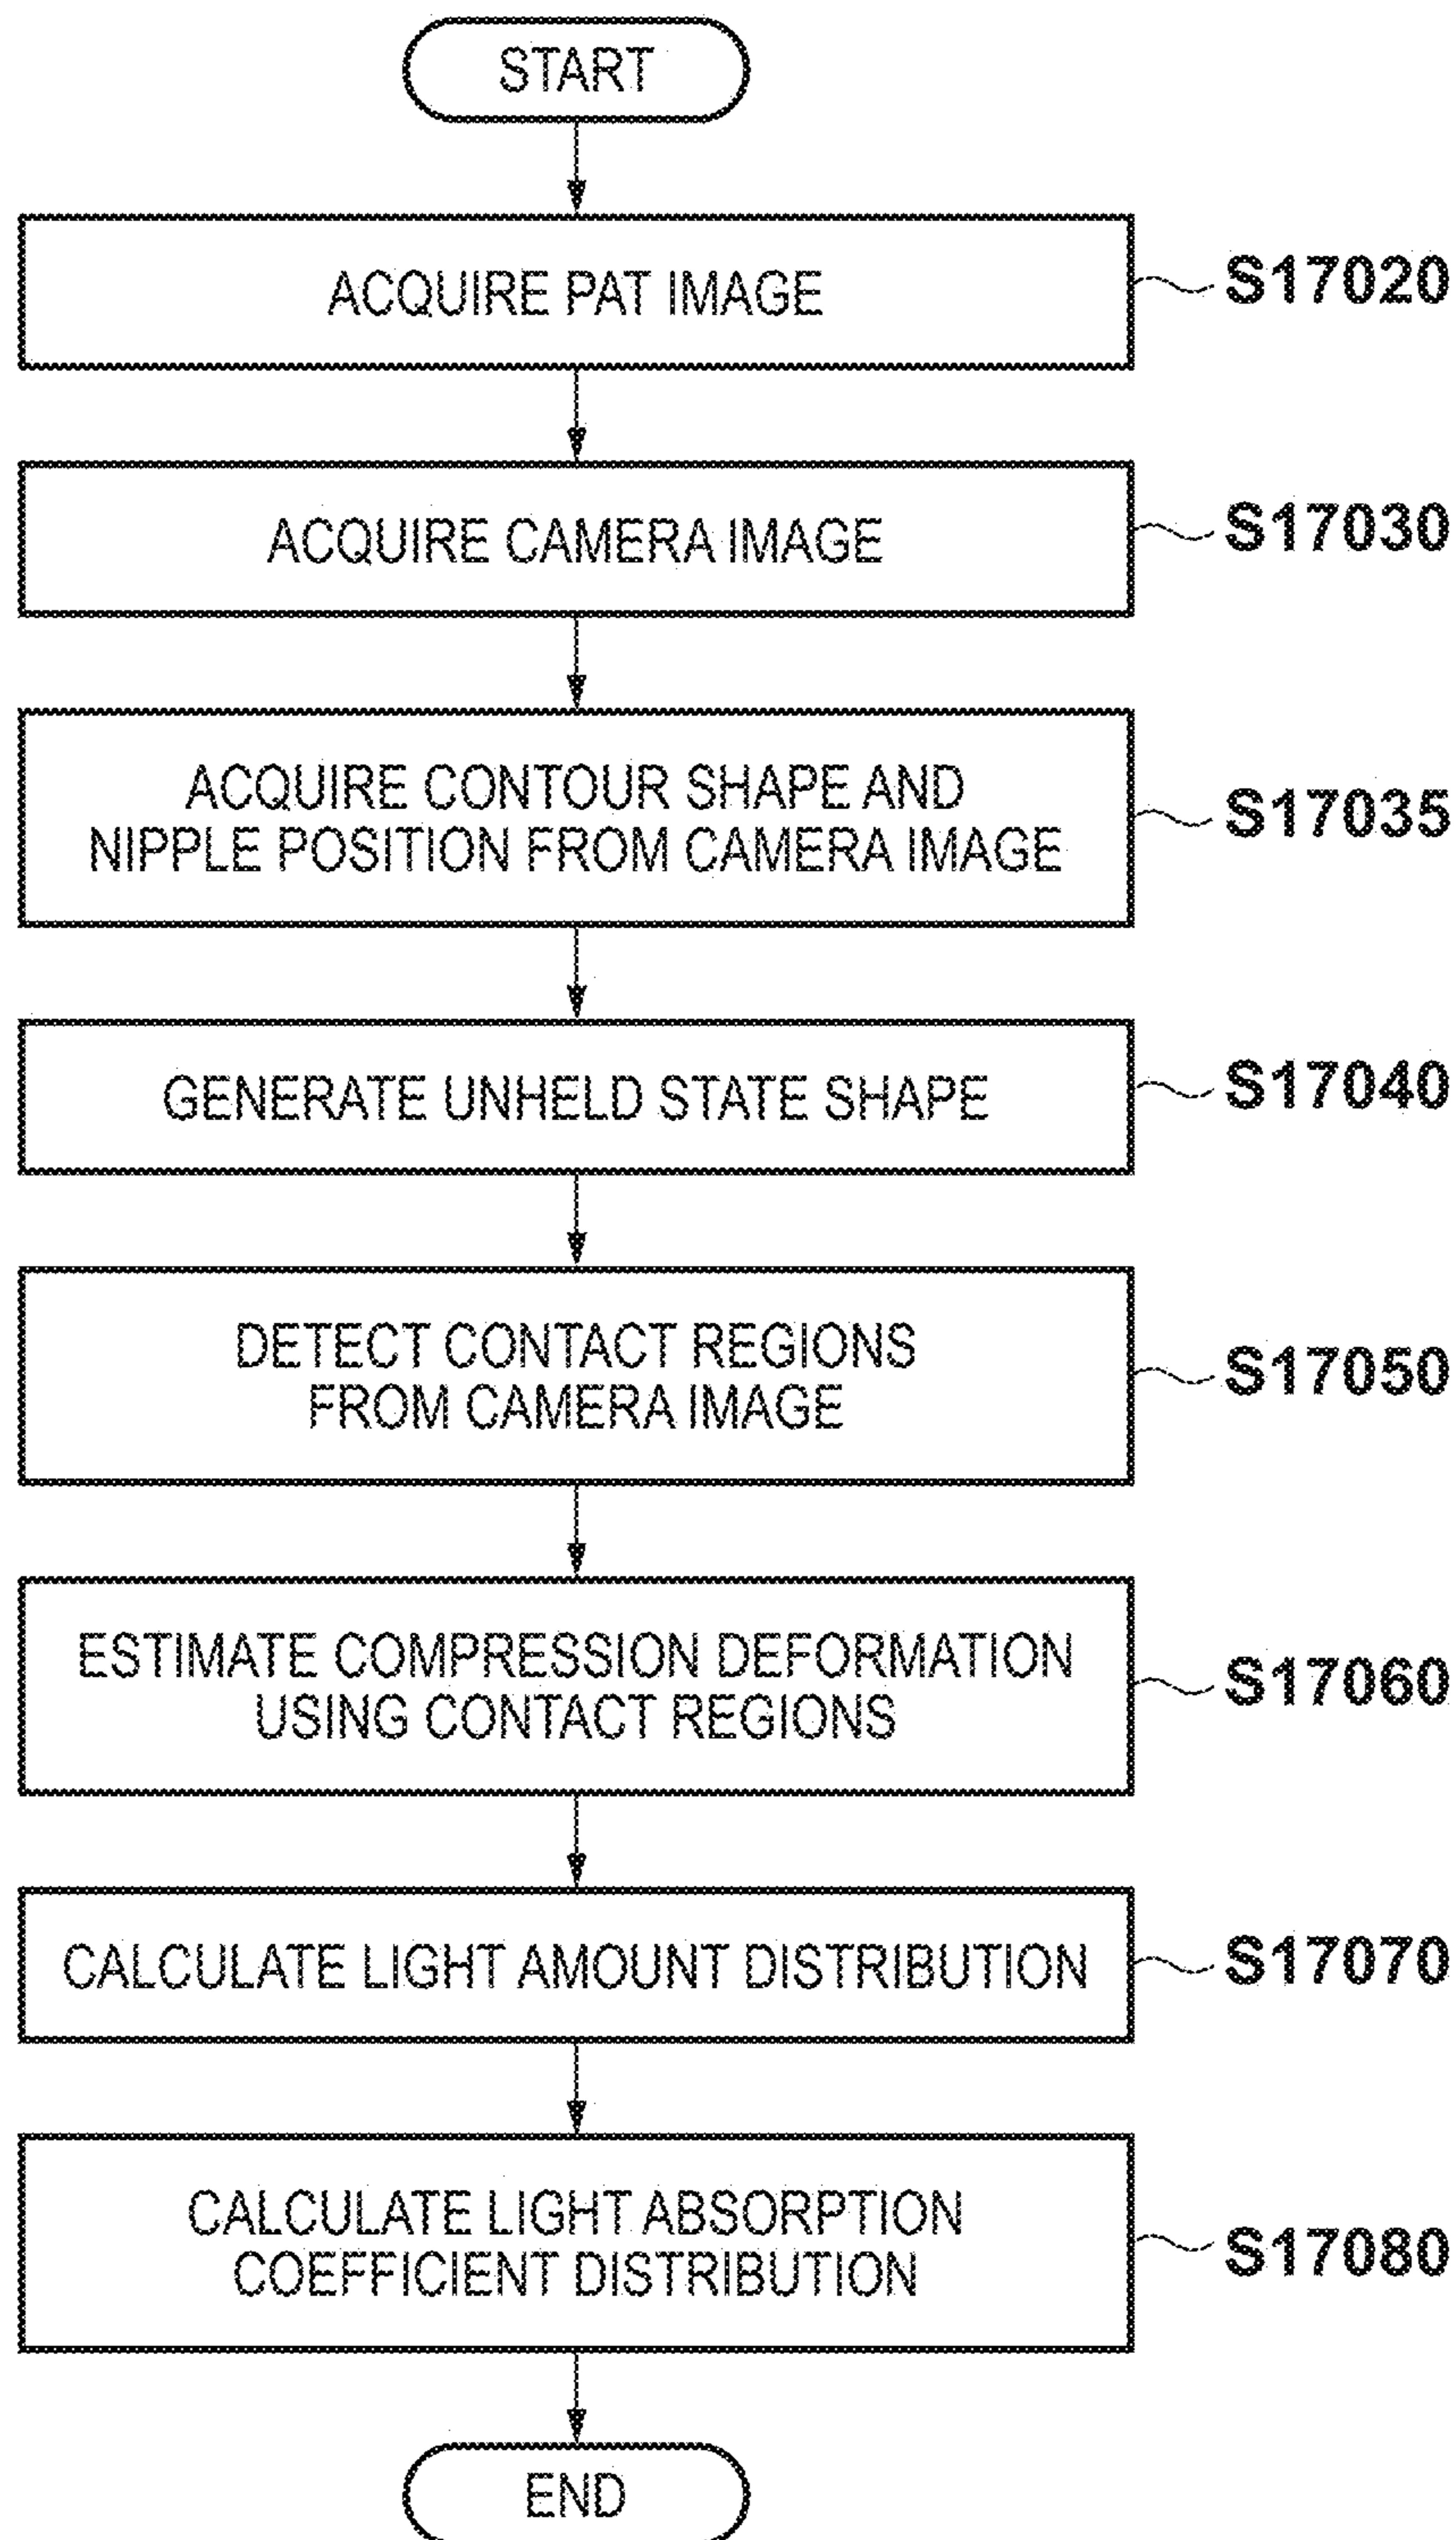 START
ACQUIRE PAT IMAGE
S17020
ACQUIRE CAMERA IMAGE
S17030
ACQUIRE CONTOUR SHAPE AND
NIPPLE POSITION FROM CAMERA IMAGE
S17035
GENERATE UNHELD STATE SHAPE
S17040
DETECT CONTACT REGIONS
FROM CAMERA IMAGE
S17050
ESTIMATE COMPRESSION DEFORMATION
USING CONTACT REGIONS
S17060
CALCULATE LIGHT AMOUNT DISTRIBUTION
S17070
CALCULATE LIGHT ABSORPTION
COEFFICIENT DISTRIBUTION
S17080
END